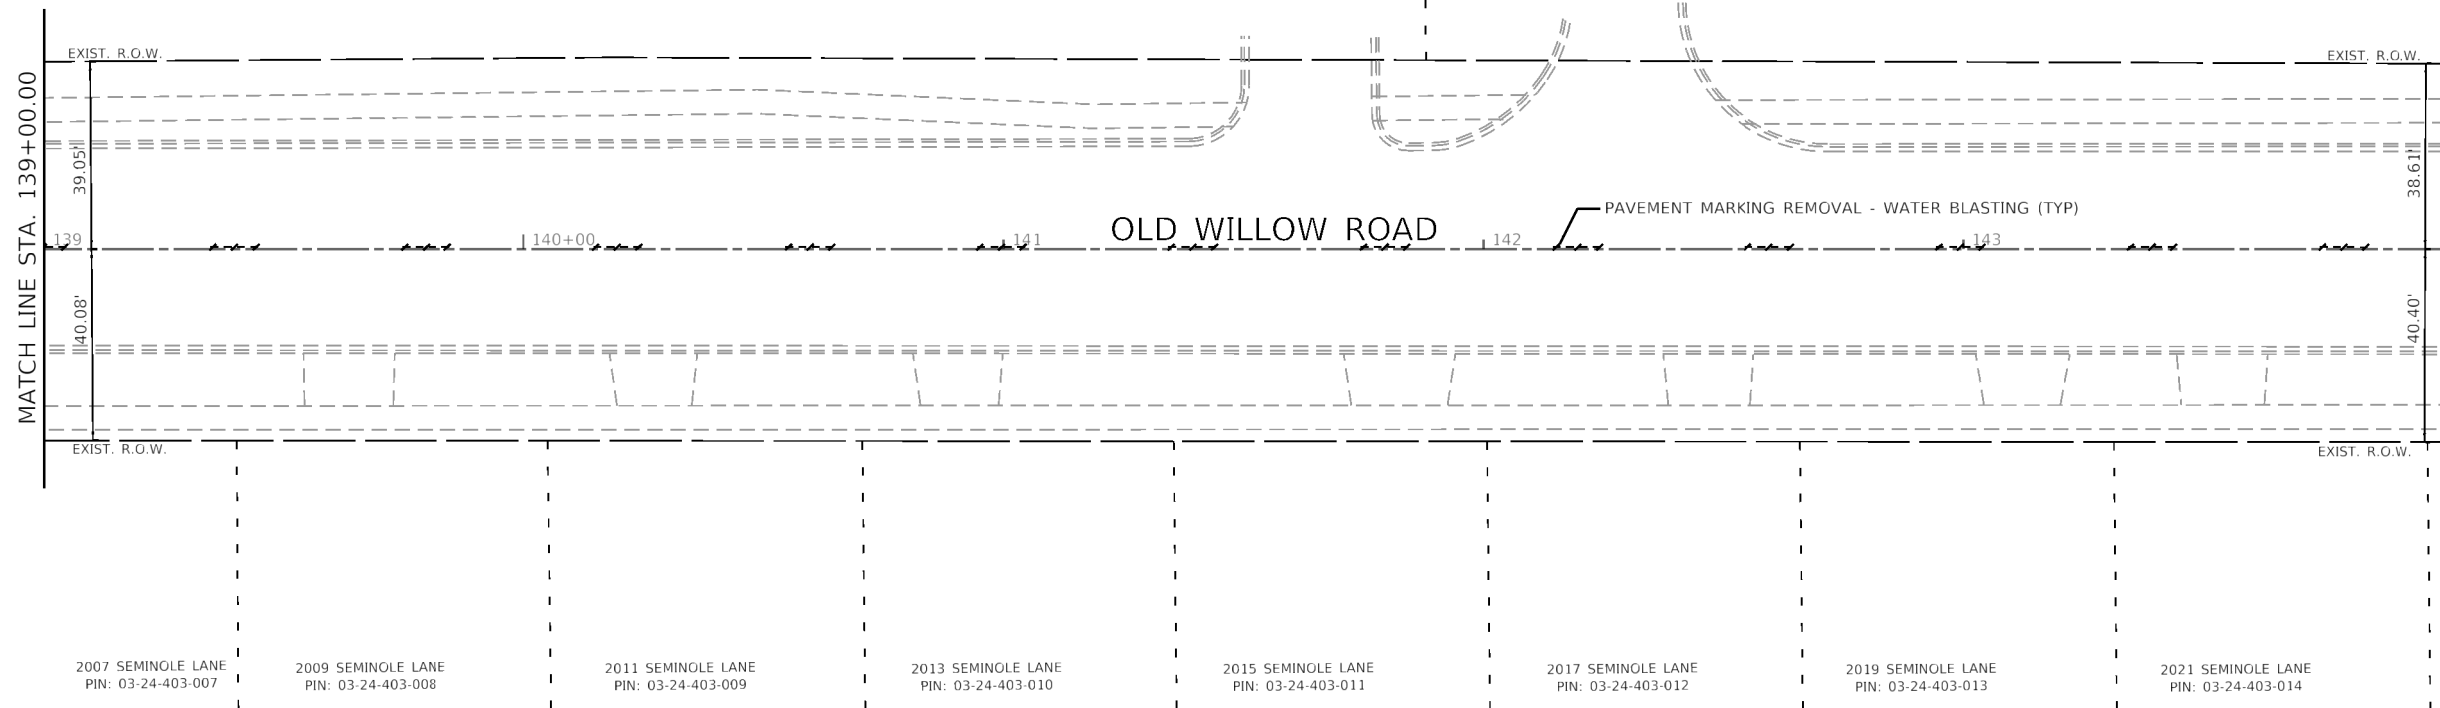 EXIST. R.O.W.
EXIST. R.O.W.
MATCH LINE STA. 139+00.00
39.05'
38.61'
PAVEMENT MARKING REMOVAL - WATER BLASTING (TYP)
OLD WILLOW ROAD
139
140+00
141
142
143
40.08'
40.40'
EXIST. R.O.W.
EXIST. R.O.W.
2007 SEMINOLE LANE
PIN: 03-24-403-007
2009 SEMINOLE LANE
PIN: 03-24-403-008
2011 SEMINOLE LANE
PIN: 03-24-403-009
2013 SEMINOLE LANE
PIN: 03-24-403-010
2015 SEMINOLE LANE
PIN: 03-24-403-011
2017 SEMINOLE LANE
PIN: 03-24-403-012
2019 SEMINOLE LANE
PIN: 03-24-403-013
2021 SEMINOLE LANE
PIN: 03-24-403-014